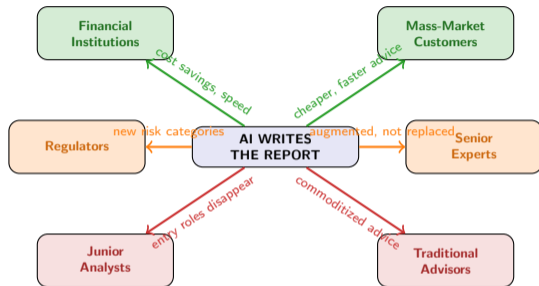 Financial
Institutions
Mass-Market
Customers
cost savings, speed
cheaper, faster advice
Regulators
new risk categories
AI WRITES
THE REPORT
augmented, not replaced
Senior
Experts
entry roles disappear
commoditized advice
Junior
Analysts
Traditional
Advisors